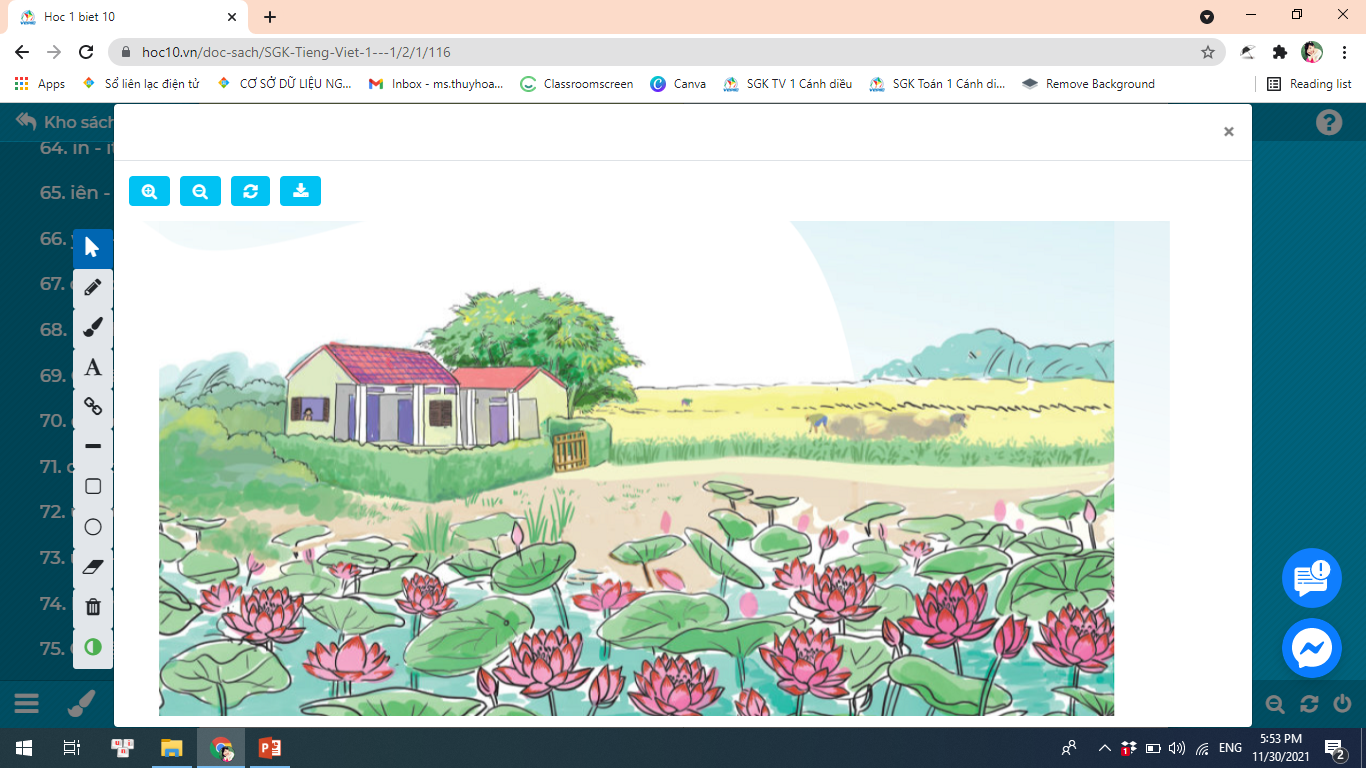 Hoc 1 biet 10
hoc10.vn/doc-sach/SGK-Tieng-Viet-1---1/2/1/116
Apps Sổ liên lạc điện tử CƠ SỞ DỮ LIỆU NG... Inbox - ms.thuyhoa... Classroomscreen Canva SGK TV 1 Cánh diều SGK Toán 1 Cánh di... Remove Background Reading list
Kho sách
64. in - i
65. iên -
66.
67.
68.
69.
70.
71.
72.
73.
74.
75.
A
5:53 PM
ENG
11/30/2021
1
2